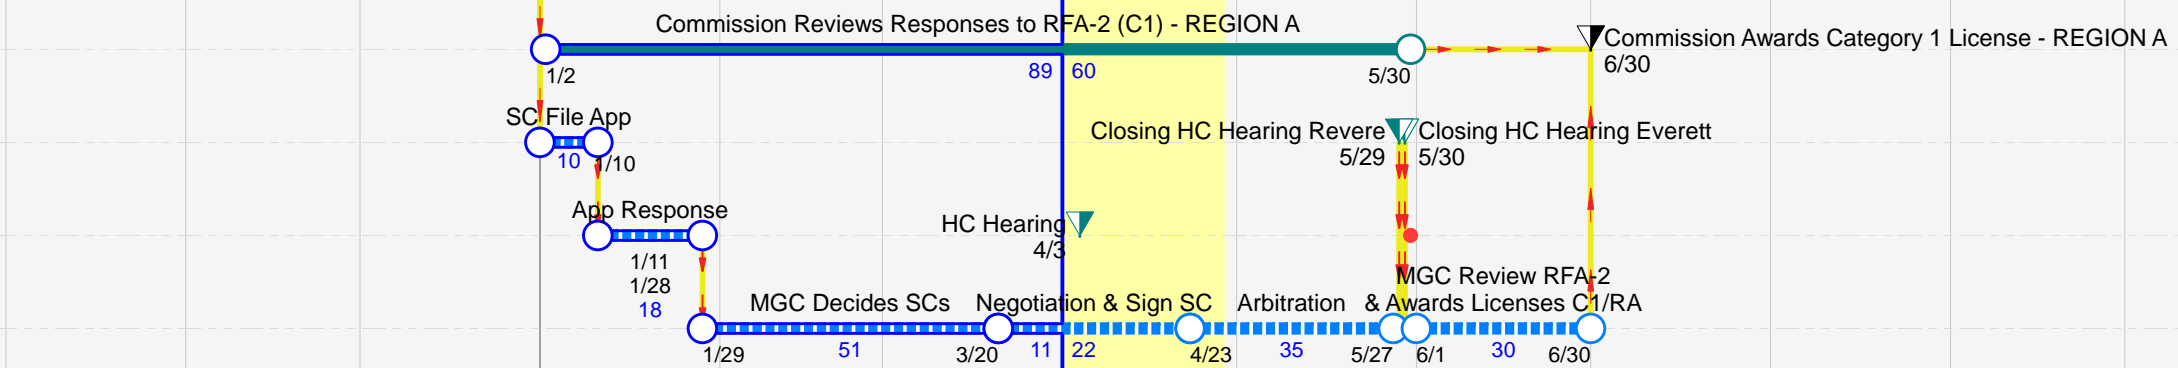 Commission Reviews Responses to RFA-2 (C1) - REGION A
Commission Awards Category 1 License - REGION A
1/2 89 60 5/30 6/30
SC File App
10 1/10
Closing HC Hearing Revere Closing HC Hearing Everett
5/29 5/30
App Response
1/11
1/28
18
HC Hearing
4/3
MGC Review RFA-2
MGC Decides SCs Negotiation & Sign SC Arbitration & Awards Licenses C1/RA
1/29 51 3/20 11 22 4/23 35 5/27 6/1 30 6/30